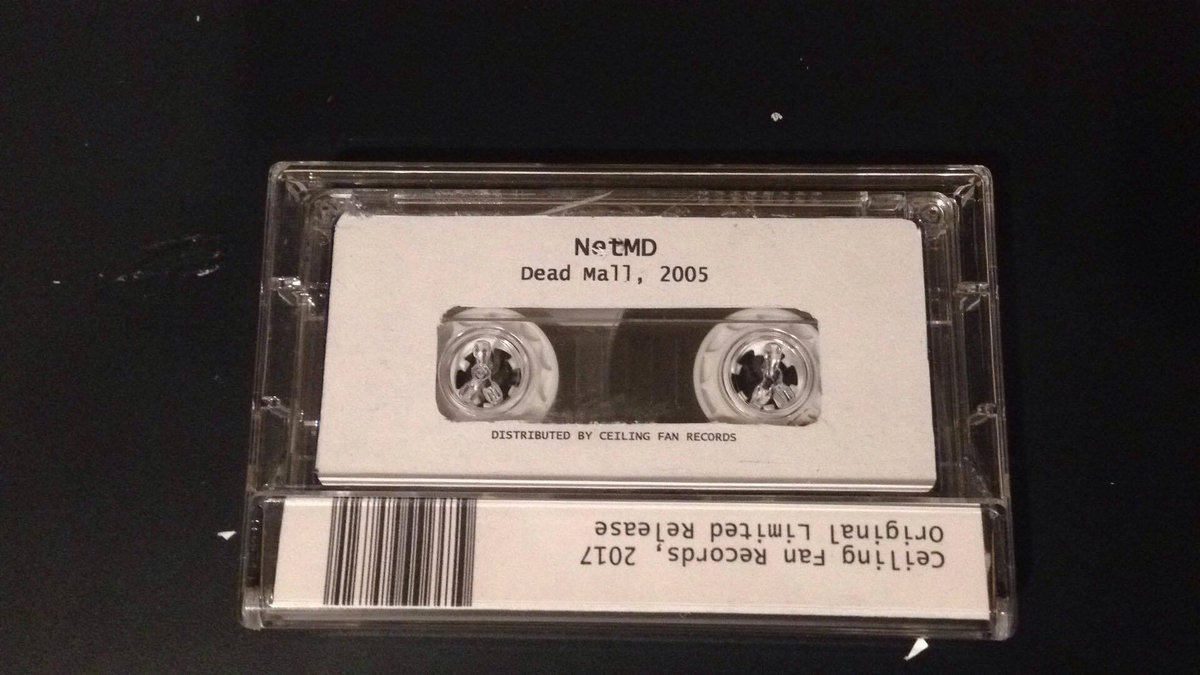 NetMD
Dead Mall, 2005
DISTRIBUTED BY CEILING FAN RECORDS
Ceiling Fan Records, 2017
Original Limited Release